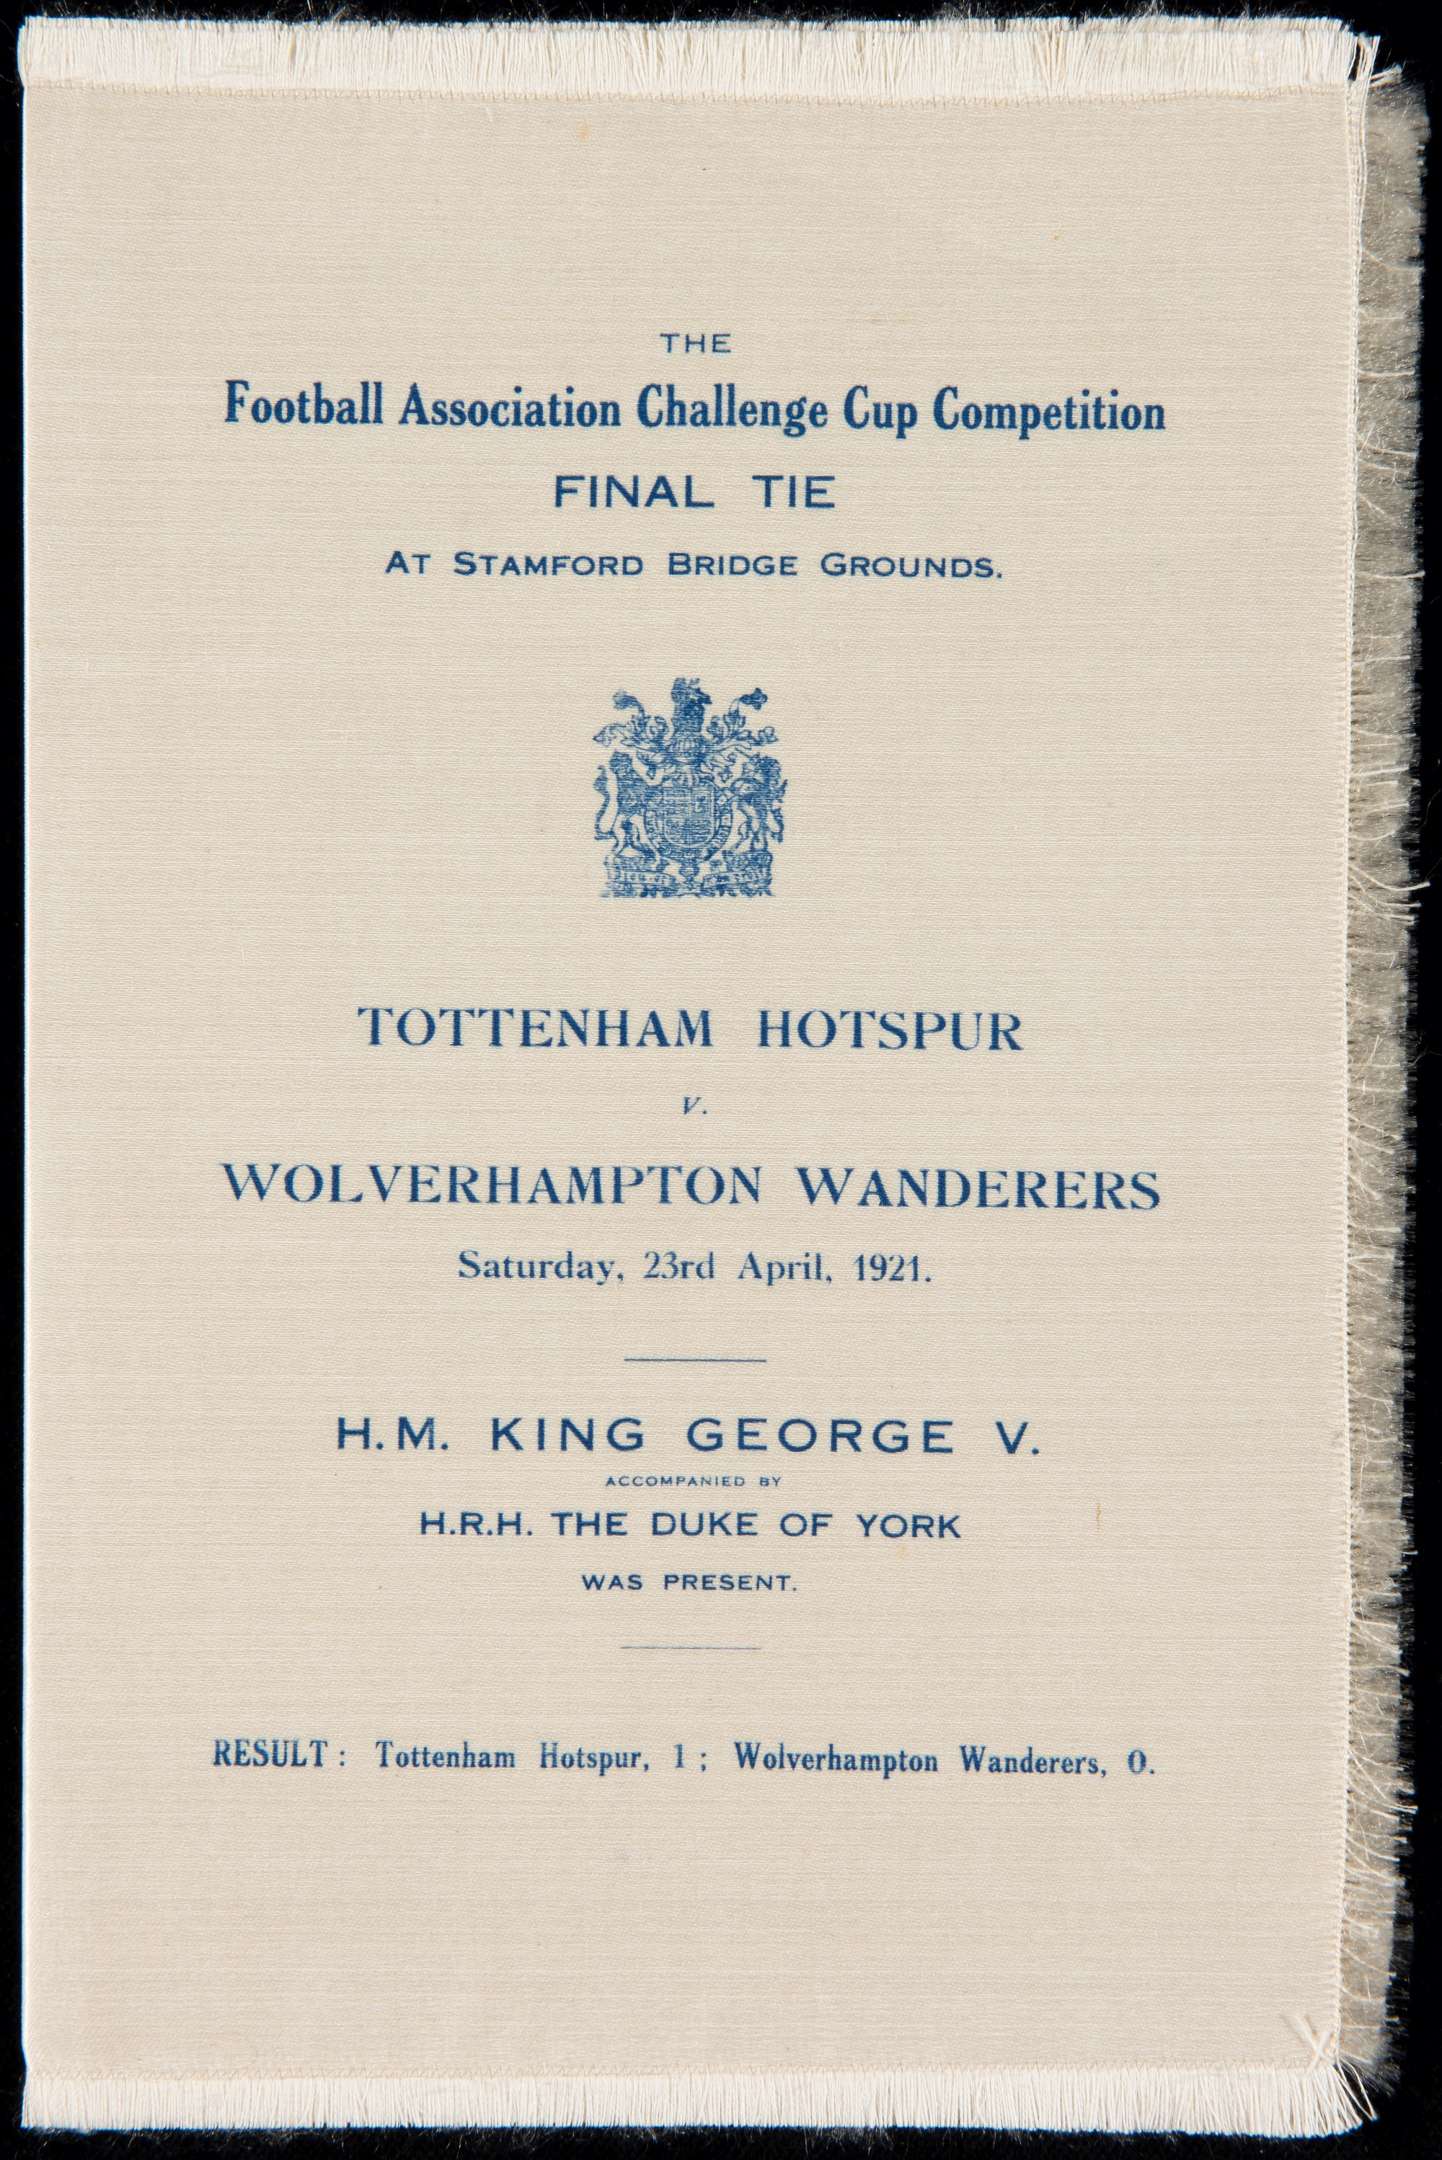 THE
Football Association Challenge Cup Competition
FINAL TIE
AT STAMFORD BRIDGE GROUNDS.
TOTTENHAM HOTSPUR
v.
WOLVERHAMPTON WANDERERS
Saturday, 23rd April, 1921.
H.M. KING GEORGE V.
ACCOMPANIED BY
H.R.H. THE DUKE OF YORK
WAS PRESENT.
RESULT : Tottenham Hotspur, 1 ; Wolverhampton Wanderers, 0.